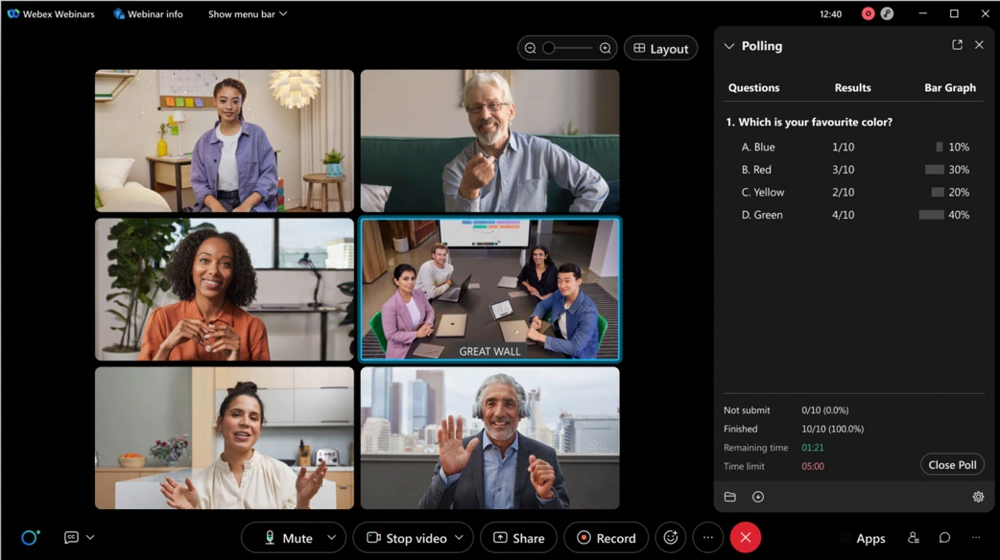 Webex Webinars Webinar info Show menu bar 12:40
Layout
GREAT WALL
Polling
Questions Results Bar Graph
1. Which is your favourite color?
A. Blue 1/10 10%
B. Red 3/10 30%
C. Yellow 2/10 20%
D. Green 4/10 40%
Not submit 0/10 (0.0%)
Finished 10/10 (100.0%)
Remaining time 01:21
Time limit 05:00
Close Poll
CC Mute Stop video Share Record Apps